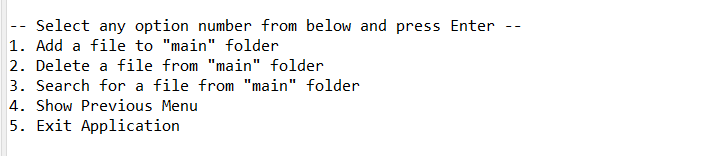 -- Select any option number from below and press Enter --
1. Add a file to "main" folder
2. Delete a file from "main" folder
3. Search for a file from "main" folder
4. Show Previous Menu
5. Exit Application